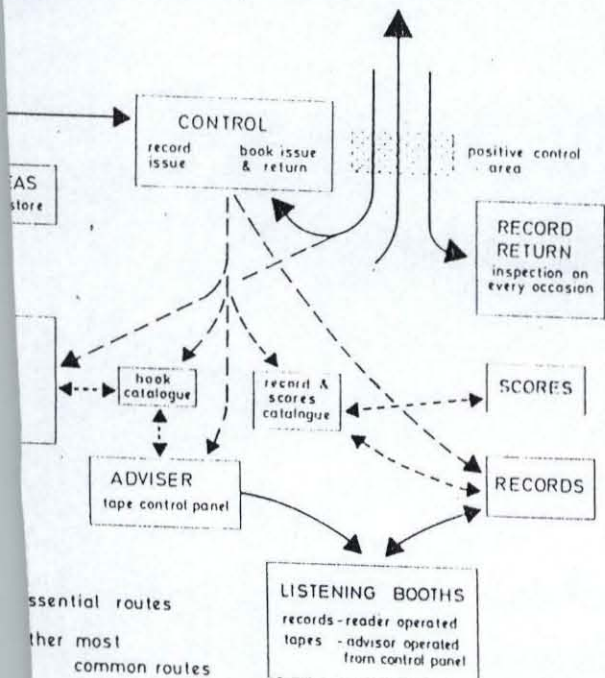 CONTROL
record book issue
issue & return
positive control
area
EAS
store
RECORD
RETURN
inspection on
every occasion
book
catalogue
record &
scores
catalogue
SCORES
ADVISER
tape control panel
RECORDS
LISTENING BOOTHS
records - reader operated
tapes - advisor operated
from control panel
ssential routes
ther most
common routes